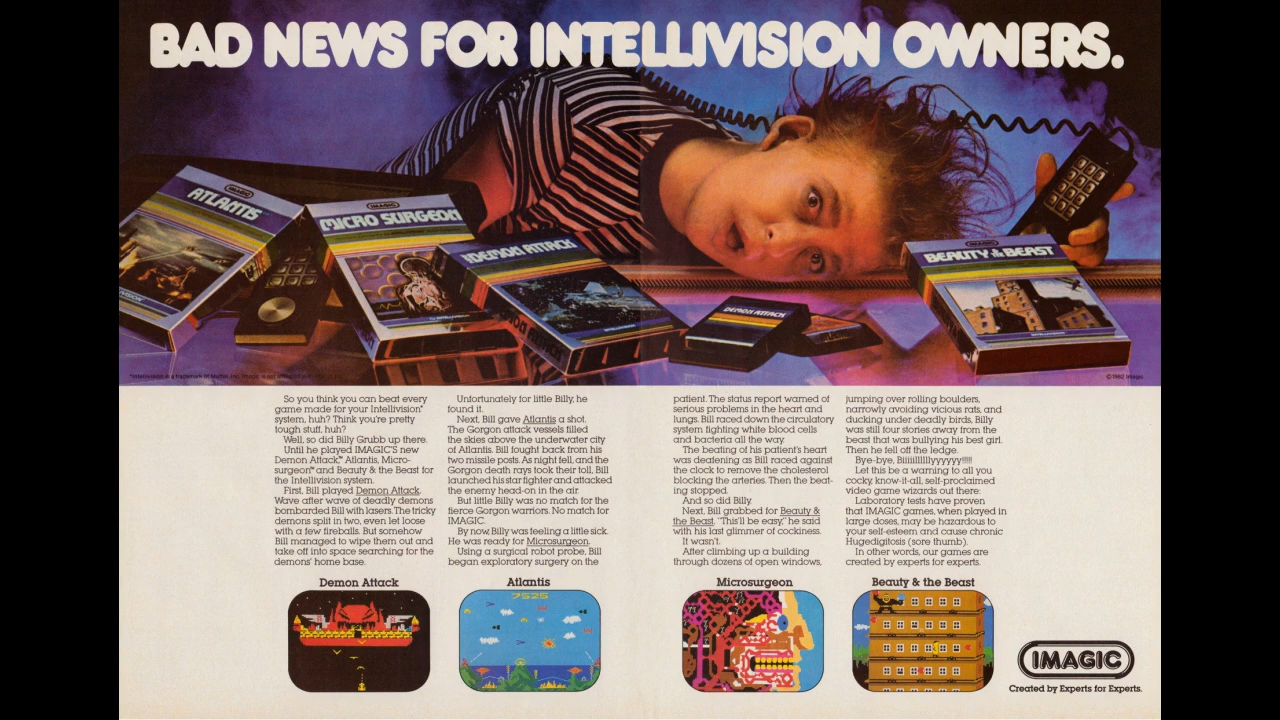 BAD NEWS FOR INTELLIVISION OWNERS.
IMAGIC
ATLANTIS
IMAGIC
MICRO SURGEON
DEMON ATTACK
DEMON ATTACK
IMAGIC
BEAUTY & THE BEAST
*Intellivision is a trademark of Mattel, Inc. Imagic is not affiliated
©1982 Imagic
So you think you can beat every
game made for your Intellivision*
system, huh? Think you're pretty
tough stuff, huh?
Well, so did Billy Grubb up there.
Until he played IMAGIC'S new
Demon Attack,™ Atlantis, Micro-
surgeon™ and Beauty & the Beast for
the Intellivision system.
First, Bill played Demon Attack.
Wave after wave of deadly demons
bombarded Bill with lasers. The tricky
demons split in two, even let loose
with a few fireballs. But somehow
Bill managed to wipe them out and
take off into space searching for the
demons' home base.
Unfortunately for little Billy, he
found it.
Next, Bill gave Atlantis a shot.
The Gorgon attack vessels filled
the skies above the underwater city
of Atlantis. Bill fought back from his
two missile posts. As night fell, and the
Gorgon death rays took their toll, Bill
launched his star fighter and attacked
the enemy head-on in the air.
But little Billy was no match for the
fierce Gorgon warriors. No match for
IMAGIC.
By now, Billy was feeling a little sick.
He was ready for Microsurgeon.
Using a surgical robot probe, Bill
began exploratory surgery on the
patient. The status report warned of
serious problems in the heart and
lungs. Bill raced down the circulatory
system fighting white blood cells
and bacteria all the way.
The beating of his patient's heart
was deafening as Bill raced against
the clock to remove the cholesterol
blocking the arteries. Then the beat-
ing stopped.
And so did Billy.
Next, Bill grabbed for Beauty &
the Beast. "This'll be easy," he said
with his last glimmer of cockiness.
It wasn't.
After climbing up a building
through dozens of open windows,
jumping over rolling boulders,
narrowly avoiding vicious rats, and
ducking under deadly birds, Billy
was still four stories away from the
beast that was bullying his best girl.
Then he fell off the ledge.
Bye-bye, Biiiiillllllyyyyyy!!!!!
Let this be a warning to all you
cocky, know-it-all, self-proclaimed
video game wizards out there:
Laboratory tests have proven
that IMAGIC games, when played in
large doses, may be hazardous to
your self-esteem and cause chronic
Hugedigitosis (sore thumb).
In other words, our games are
created by experts for experts.
Demon Attack
Atlantis
Microsurgeon
Beauty & the Beast
7525
IMAGIC
Created by Experts for Experts.